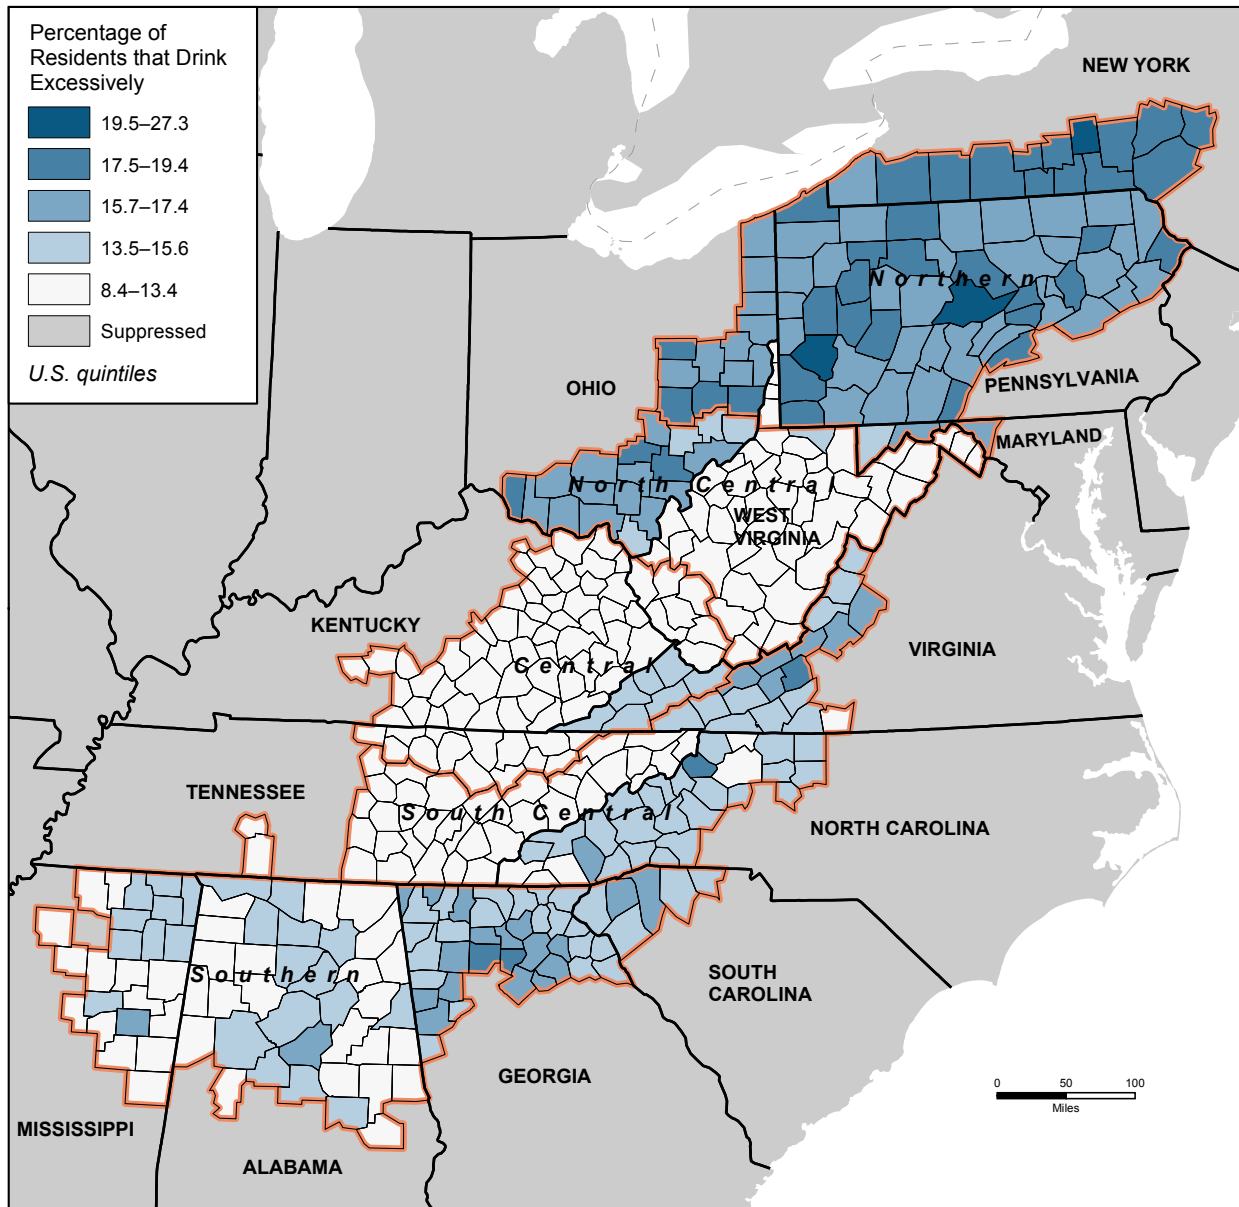 Percentage of
Residents that Drink
Excessively
19.5–27.3
17.5–19.4
15.7–17.4
13.5–15.6
8.4–13.4
Suppressed
U.S. quintiles
NEW YORK
Northern
PENNSYLVANIA
OHIO
MARYLAND
North Central
WEST
VIRGINIA
KENTUCKY
VIRGINIA
Central
TENNESSEE
South Central
NORTH CAROLINA
Southern
SOUTH
CAROLINA
GEORGIA
0 50 100
Miles
MISSISSIPPI
ALABAMA